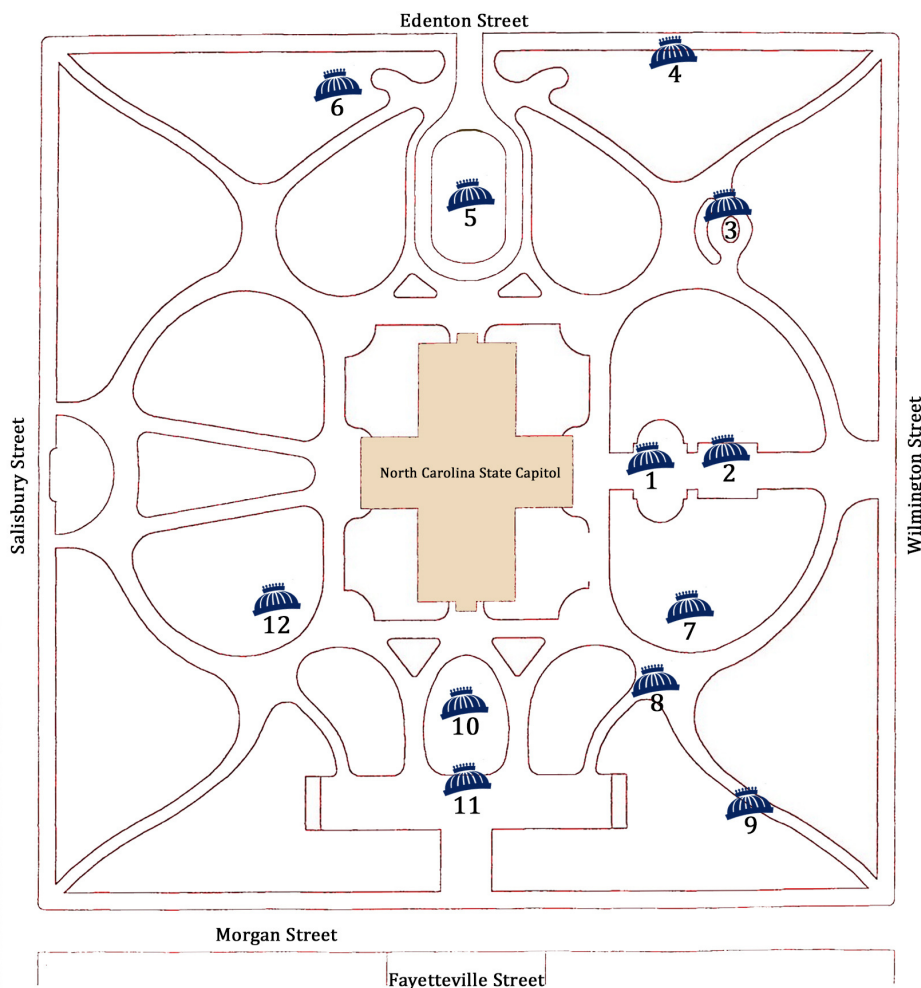 Edenton Street
4
6
5
3
Salisbury Street
North Carolina State Capitol
1
2
Wilmington Street
12
7
8
10
11
9
Morgan Street
Fayetteville Street